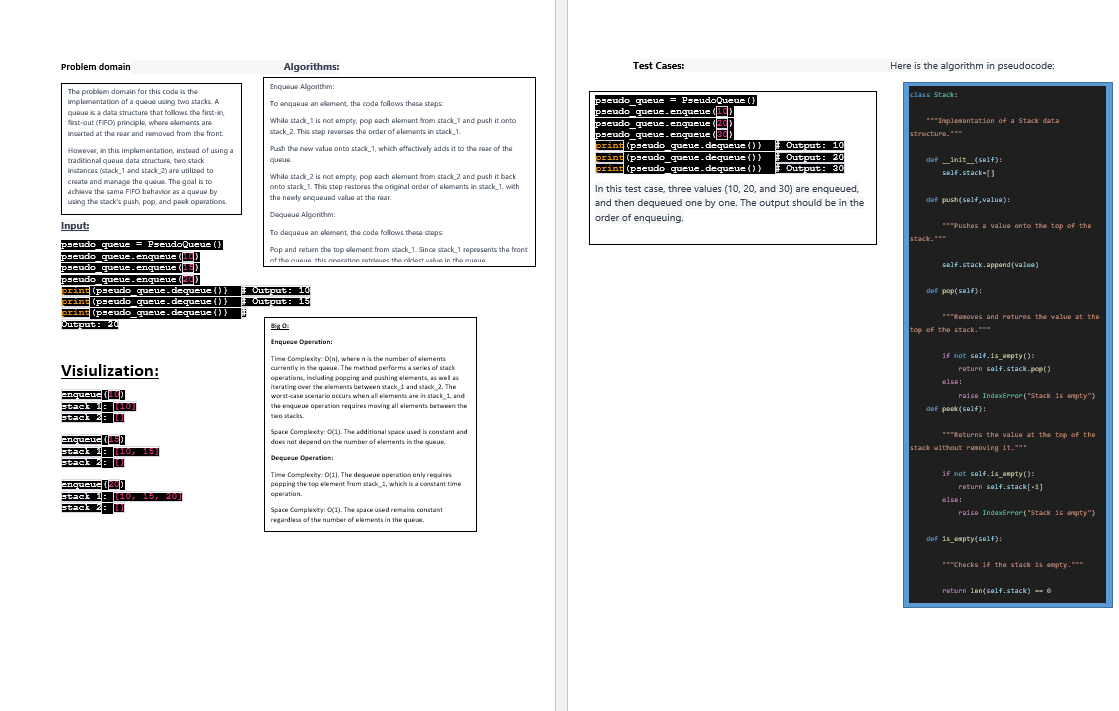 Problem domain
The problem domain for this code is the
implementation of a queue using two stacks. A
queue is a data structure that follows the first-in,
first-out (FIFO) principle, where elements are
inserted at the rear and removed from the front.
However, in this implementation, instead of using a
traditional queue data structure, two stack
instances (stack_1 and stack_2) are utilized to
create and manage the queue. The goal is to
achieve the same FIFO behavior as a queue by
using the stack's push, pop, and peek operations.
Input:
pseudo_queue = PseudoQueue()
pseudo_queue.enqueue(10)
pseudo_queue.enqueue(15)
pseudo_queue.enqueue(20)
print(pseudo_queue.dequeue())  # Output: 10
print(pseudo_queue.dequeue())  # Output: 15
print(pseudo_queue.dequeue())  #
Output: 20
Visiulization:
enqueue(10)
stack_1: [10]
stack_2: []
enqueue(15)
stack_1: [10, 15]
stack_2: []
enqueue(20)
stack_1: [10, 15, 20]
stack_2: []
Algorithms:
Enqueue Algorithm:
To enqueue an element, the code follows these steps:
While stack_1 is not empty, pop each element from stack_1 and push it onto
stack_2. This step reverses the order of elements in stack_1.
Push the new value onto stack_1, which effectively adds it to the rear of the
queue.
While stack_2 is not empty, pop each element from stack_2 and push it back
onto stack_1. This step restores the original order of elements in stack_1, with
the newly enqueued value at the rear.
Dequeue Algorithm:
To dequeue an element, the code follows these steps:
Pop and return the top element from stack_1. Since stack_1 represents the front
of the queue, this operation retrieves the oldest value in the queue.
Big O:
Enqueue Operation:
Time Complexity: O(n), where n is the number of elements
currently in the queue. The method performs a series of stack
operations, including popping and pushing elements, as well as
iterating over the elements between stack_1 and stack_2. The
worst-case scenario occurs when all elements are in stack_1, and
the enqueue operation requires moving all elements between the
two stacks.
Space Complexity: O(1). The additional space used is constant and
does not depend on the number of elements in the queue.
Dequeue Operation:
Time Complexity: O(1). The dequeue operation only requires
popping the top element from stack_1, which is a constant time
operation.
Space Complexity: O(1). The space used remains constant
regardless of the number of elements in the queue.
Test Cases:
pseudo_queue = PseudoQueue()
pseudo_queue.enqueue(10)
pseudo_queue.enqueue(20)
pseudo_queue.enqueue(30)
print(pseudo_queue.dequeue())  # Output: 10
print(pseudo_queue.dequeue())  # Output: 20
print(pseudo_queue.dequeue())  # Output: 30
In this test case, three values (10, 20, and 30) are enqueued,
and then dequeued one by one. The output should be in the
order of enqueuing.
Here is the algorithm in pseudocode:
class Stack:
"""Implementation of a Stack data
structure."""
def __init__(self):
self.stack=[]
def push(self,value):
"""Pushes a value onto the top of the
stack."""
self.stack.append(value)
def pop(self):
"""Removes and returns the value at the
top of the stack."""
if not self.is_empty():
return self.stack.pop()
else:
raise IndexError("Stack is empty")
def peek(self):
"""Returns the value at the top of the
stack without removing it."""
if not self.is_empty():
return self.stack[-1]
else:
raise IndexError("Stack is empty")
def is_empty(self):
"""Checks if the stack is empty."""
return len(self.stack) == 0